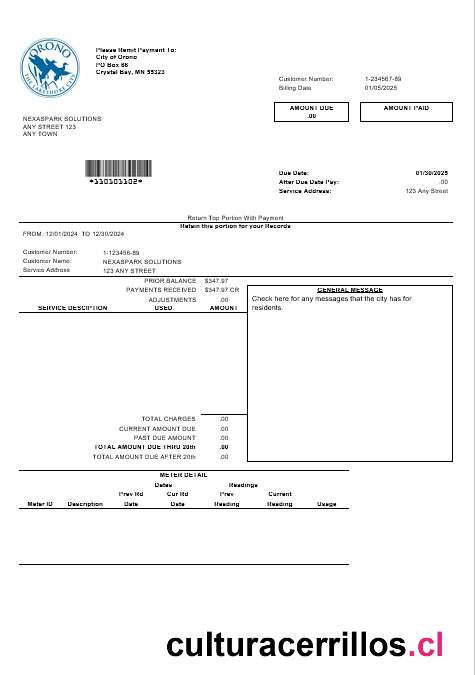 ORONO
THE LAKESHORE CITY
Please Remit Payment To:
City of Orono
PO Box 66
Crystal Bay, MN 55323
Customer Number: 1-234567-89
Billing Date 01/05/2025
AMOUNT DUE AMOUNT PAID
.00
NEXASPARK SOLUTIONS
ANY STREET 123
ANY TOWN
*110101102*
Due Date: 01/30/2025
After Due Date Pay: .00
Service Address: 123 Any Street
Return Top Portion With Payment
Retain this portion for your Records
FROM: 12/01/2024 TO 12/30/2024
Customer Number: 1-123456-89
Customer Name: NEXASPARK SOLUTIONS
Service Address 123 ANY STREET
PRIOR BALANCE $347.97
PAYMENTS RECEIVED $347.97 CR
ADJUSTMENTS .00
SERVICE DESCIPTION USED AMOUNT
GENERAL MESSAGE
Check here for any messages that the city has for
residents.
TOTAL CHARGES .00
CURRENT AMOUNT DUE .00
PAST DUE AMOUNT .00
TOTAL AMOUNT DUE THRU 20th .00
TOTAL AMOUNT DUE AFTER 20th .00
METER DETAIL
Dates Readings
Prev Rd Cur Rd Prev Current
Meter ID Description Date Date Reading Reading Usage
culturacerrillos.cl